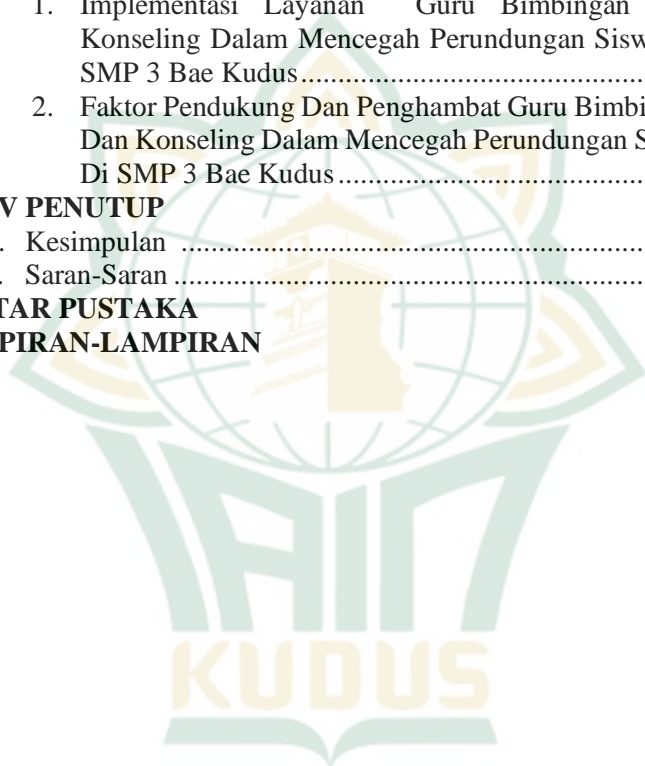 1. Implementasi Layanan Guru Bimbingan
Konseling Dalam Mencegah Perundungan Sisw
SMP 3 Bae Kudus..........................................
2. Faktor Pendukung Dan Penghambat Guru Bimbi
Dan Konseling Dalam Mencegah Perundungan S
Di SMP 3 Bae Kudus.....................................
V PENUTUP
. Kesimpulan .........................................................
. Saran-Saran..........................................................
TAR PUSTAKA
PIRAN-LAMPIRAN
IAIN
KUDUS